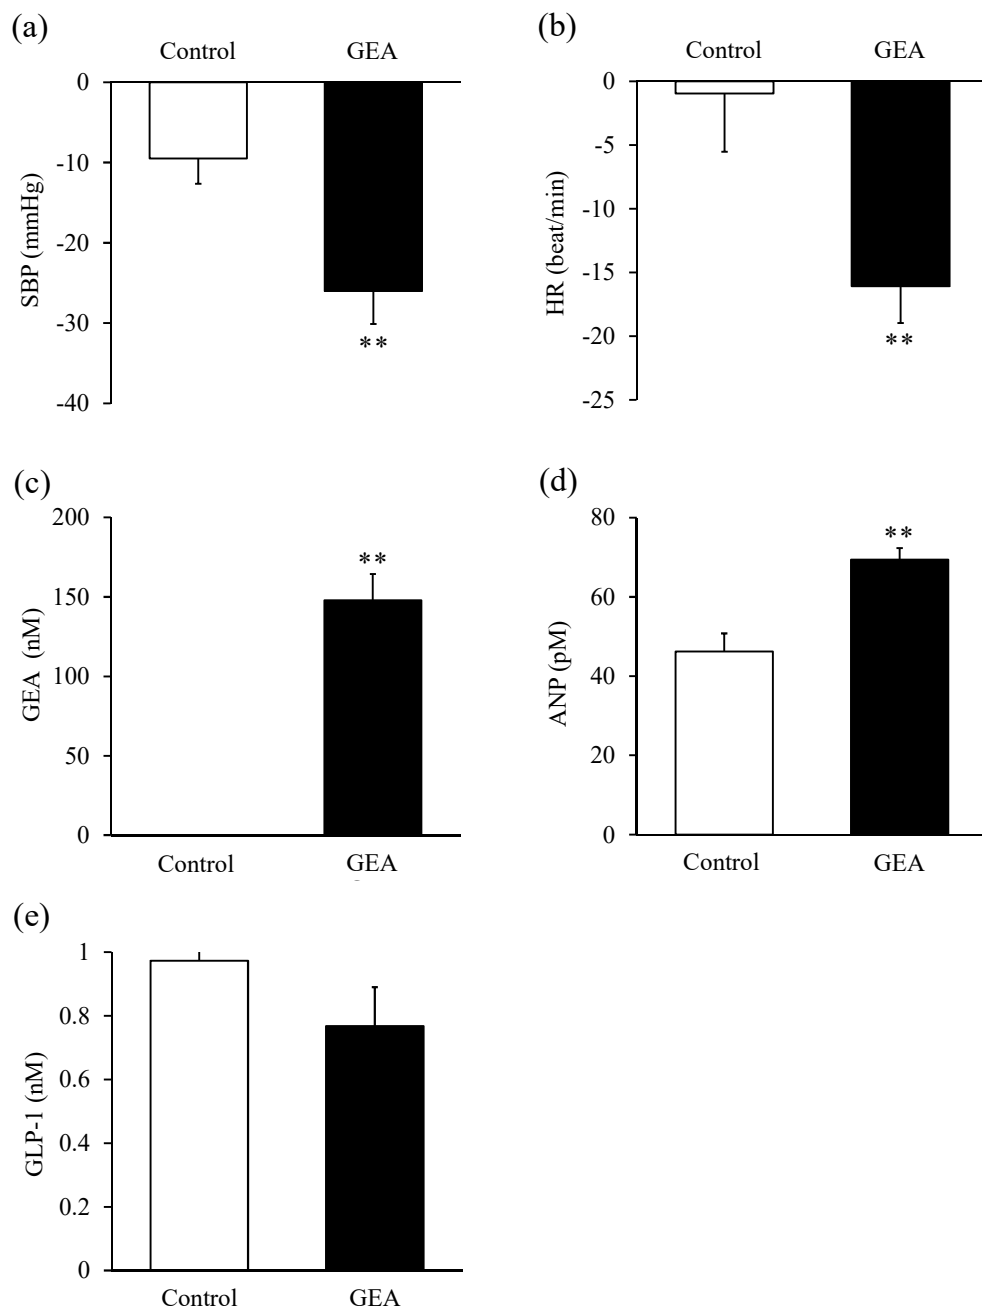 (a)
Control GEA
0
-10
-20
-30
-40
SBP (mmHg)
**
(b)
Control GEA
0
-5
-10
-15
-20
-25
HR (beat/min)
**
(c)
200
150
100
50
0
GEA (nM)
**
Control GEA
(d)
80
60
40
20
0
ANP (pM)
**
Control GEA
(e)
1
0.8
0.6
0.4
0.2
0
GLP-1 (nM)
Control GEA